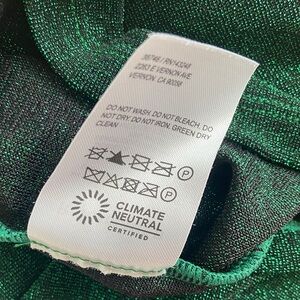 2263 E VERNON AVE
VERNON, CA 90058
DO NOT WASH. DO NOT BLEACH. DO
NOT DRY. DO NOT IRON. GREEN DRY
CLEAN
P
P
CLIMATE
NEUTRAL
CERTIFIED